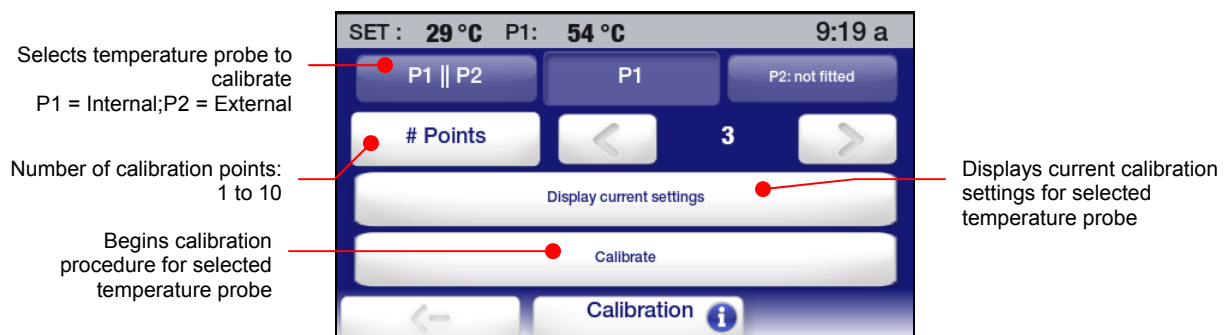 SET : 29 °C P1: 54 °C 9:19 a
Selects temperature probe to
calibrate
P1 = Internal;P2 = External
P1 || P2
P1
P2: not fitted
# Points
3
Number of calibration points:
1 to 10
Display current settings
Displays current calibration
settings for selected
temperature probe
Begins calibration
procedure for selected
temperature probe
Calibrate
Calibration i